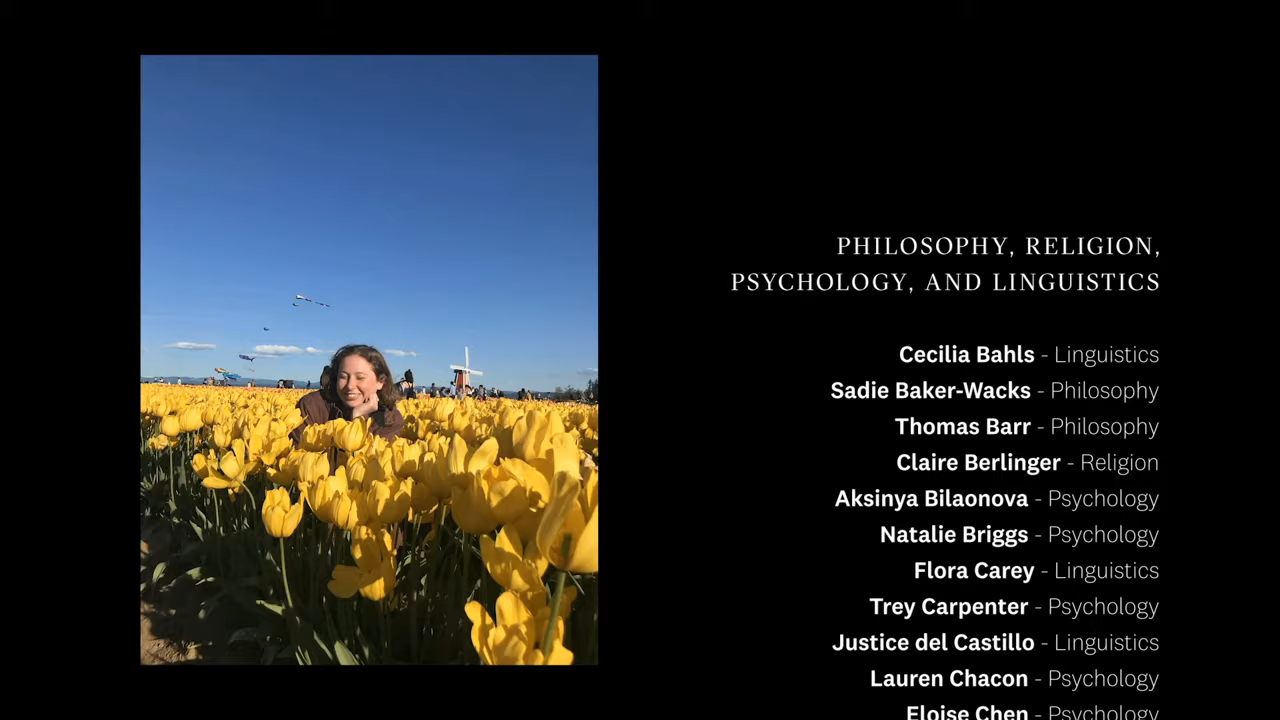 PHILOSOPHY, RELIGION,
PSYCHOLOGY, AND LINGUISTICS
Cecilia Bahls - Linguistics
Sadie Baker-Wacks - Philosophy
Thomas Barr - Philosophy
Claire Berlinger - Religion
Aksinya Bilaonova - Psychology
Natalie Briggs - Psychology
Flora Carey - Linguistics
Trey Carpenter - Psychology
Justice del Castillo - Linguistics
Lauren Chacon - Psychology
Eloise Chen - Psychology